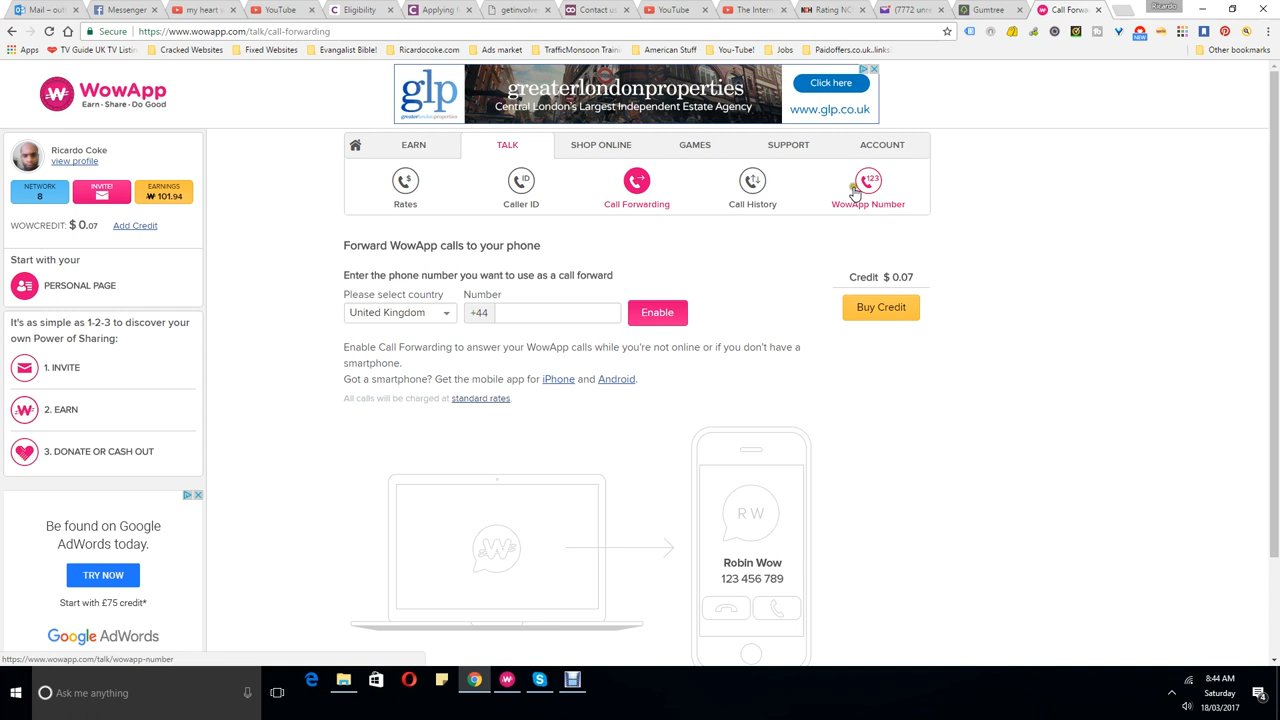 Mail – out
Messenger
my heart
YouTube
Eligibility
Applying f
getinvolve
Contact us
YouTube
The Intern
Rating NC
(7772 unre
Gumtree
Call Forwa
Ricardo
Secure
https://www.wowapp.com/talk/call-forwarding
Apps
TV Guide UK TV Listin
Cracked Websites
Fixed Websites
Evangalist Bible!
Ricardocoke.com
Ads market
TrafficMonsoon Traini
American Stuff
You-Tube!
Jobs
Paidoffers.co.uk..links
Other bookmarks
WowApp
Earn - Share - Do Good
glp
greaterlondonproperties
greaterlondonproperties
Central London's Largest Independent Estate Agency
Click here
www.glp.co.uk
Ricardo Coke
view profile
NETWORK
8
INVITE!
EARNINGS
101.94
WOWCREDIT: $ 0.07 Add Credit
Start with your
PERSONAL PAGE
It's as simple as 1-2-3 to discover your
own Power of Sharing:
1. INVITE
2. EARN
3. DONATE OR CASH OUT
Be found on Google
AdWords today.
TRY NOW
Start with £75 credit*
Google AdWords
EARN
TALK
SHOP ONLINE
GAMES
SUPPORT
ACCOUNT
$
Rates
ID
Caller ID
Call Forwarding
Call History
123
WowApp Number
Forward WowApp calls to your phone
Enter the phone number you want to use as a call forward
Please select country
United Kingdom
Number
+44
Enable
Credit $ 0.07
Buy Credit
Enable Call Forwarding to answer your WowApp calls while you're not online or if you don't have a
smartphone.
Got a smartphone? Get the mobile app for iPhone and Android.
All calls will be charged at standard rates.
R W
Robin Wow
123 456 789
https://www.wowapp.com/talk/wowapp-number
Ask me anything
8:44 AM
Saturday
18/03/2017
4